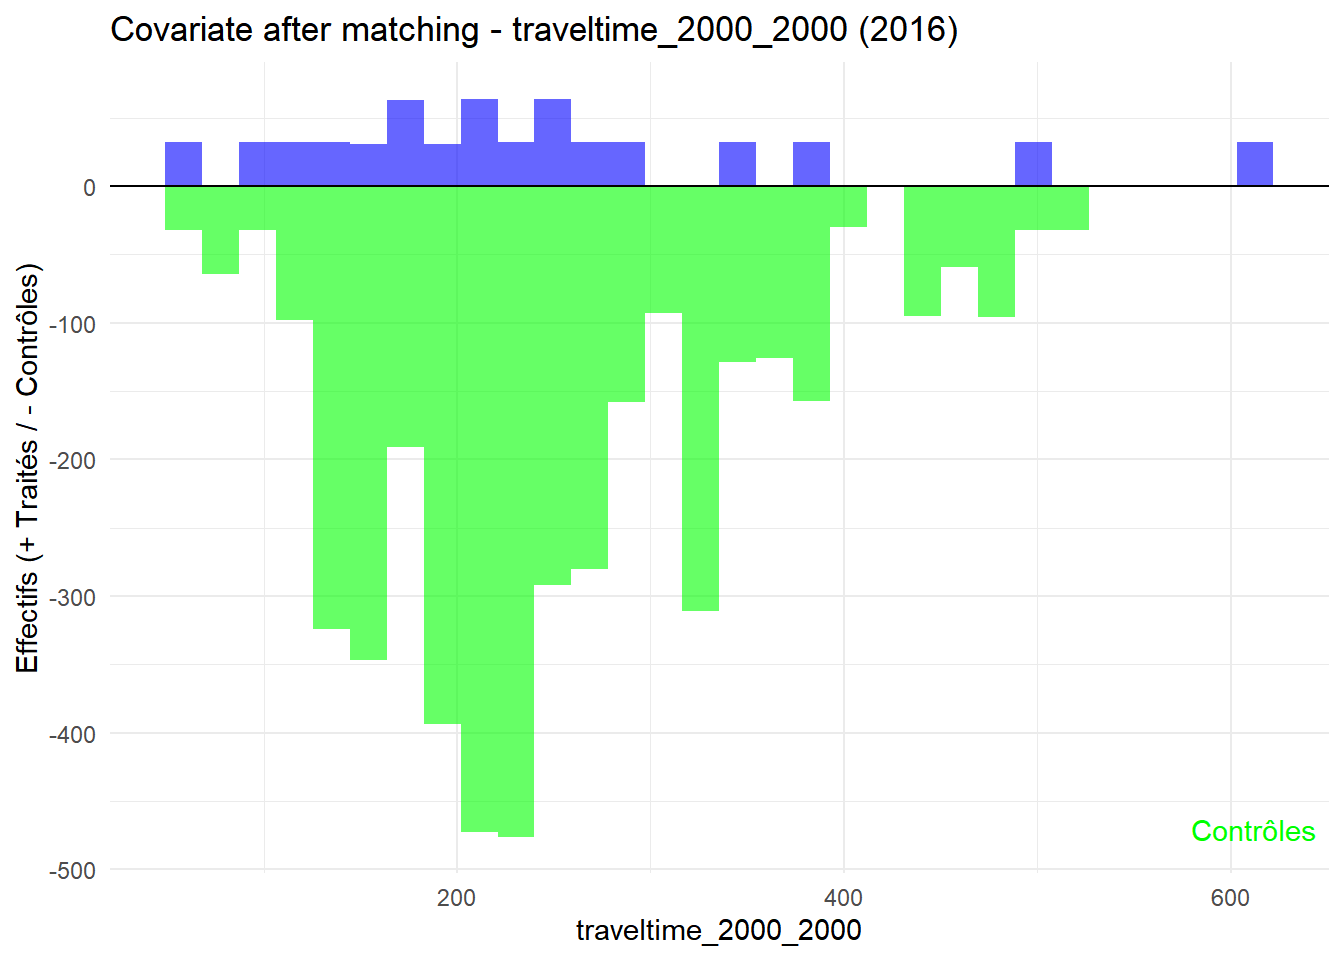 Covariate after matching - traveltime_2000_2000 (2016)
Effectifs (+ Traités / - Contrôles)
0
-100
-200
-300
-400
-500
Contrôles
200
400
600
traveltime_2000_2000